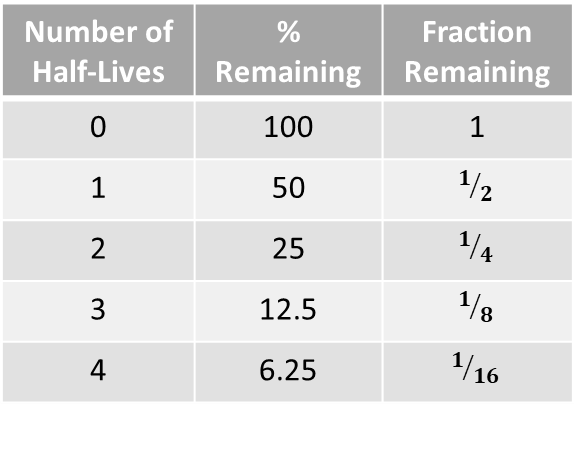 Number of Half-Lives % Remaining Fraction Remaining
0 100 1
1 50 1/2
2 25 1/4
3 12.5 1/8
4 6.25 1/16